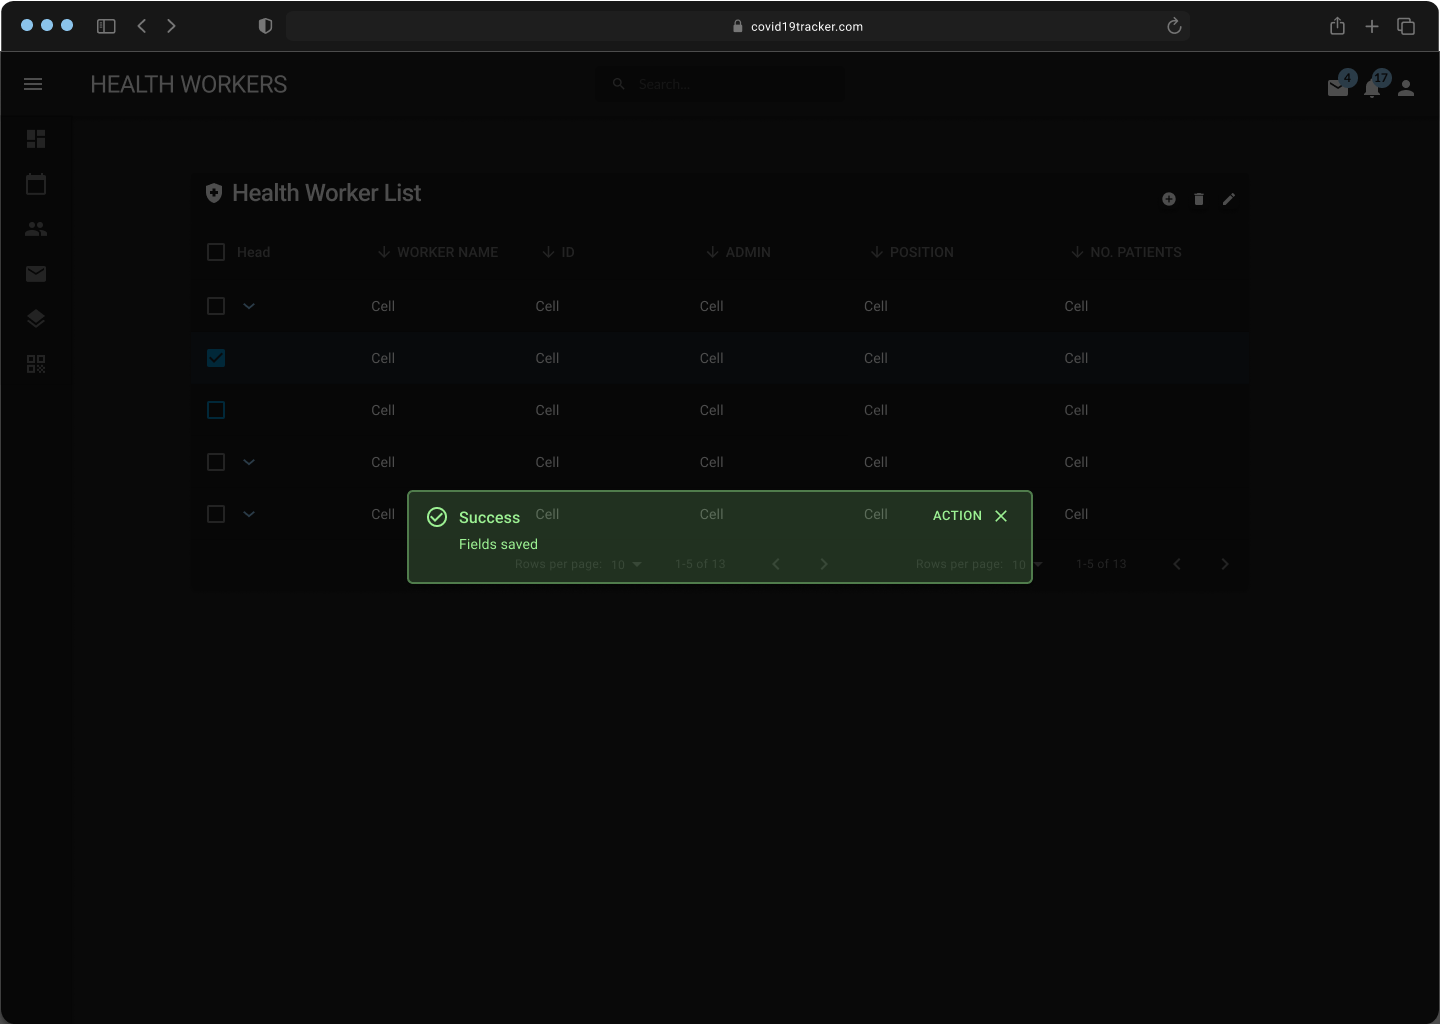 covid19tracker.com
HEALTH WORKERS
Search...
4
17
Health Worker List
Head WORKER NAME ID ADMIN POSITION NO. PATIENTS
Cell Cell Cell Cell Cell
Cell Cell Cell Cell Cell
Cell Cell Cell Cell Cell
Cell Cell Cell Cell Cell
Cell Cell Cell Cell Cell
Success ACTION
Fields saved
Rows per page: 10 1-5 of 13 Rows per page: 10 1-5 of 13